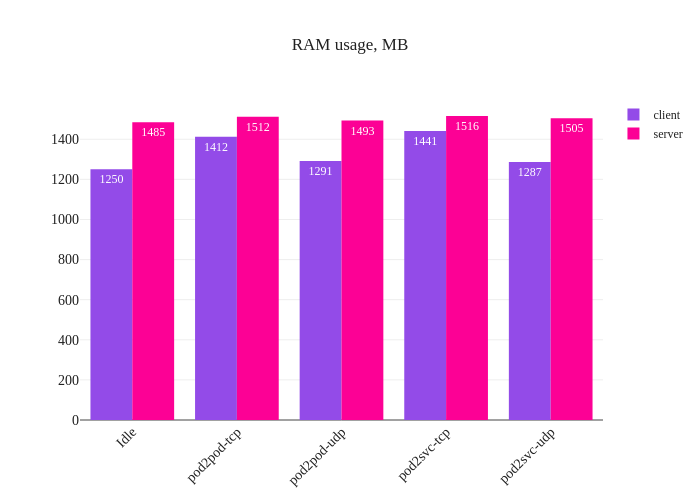 RAM usage, MB
client
server
1400
1200
1000
800
600
400
200
0
1250
1485
1412
1512
1291
1493
1441
1516
1287
1505
Idle
pod2pod-tcp
pod2pod-udp
pod2svc-tcp
pod2svc-udp